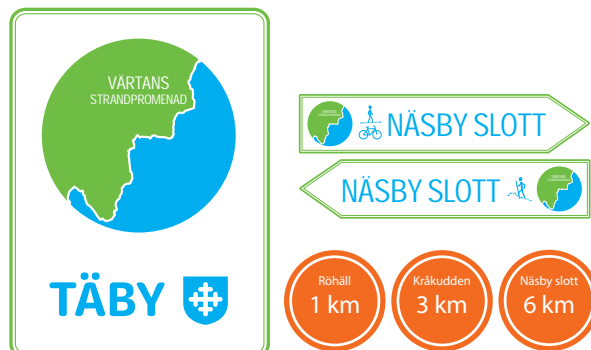 VÄRTANS
STRANDPROMENAD
TÄBY
NÄSBY SLOTT
NÄSBY SLOTT
Röhäll
1 km
Kråkudden
3 km
Näsby slott
6 km